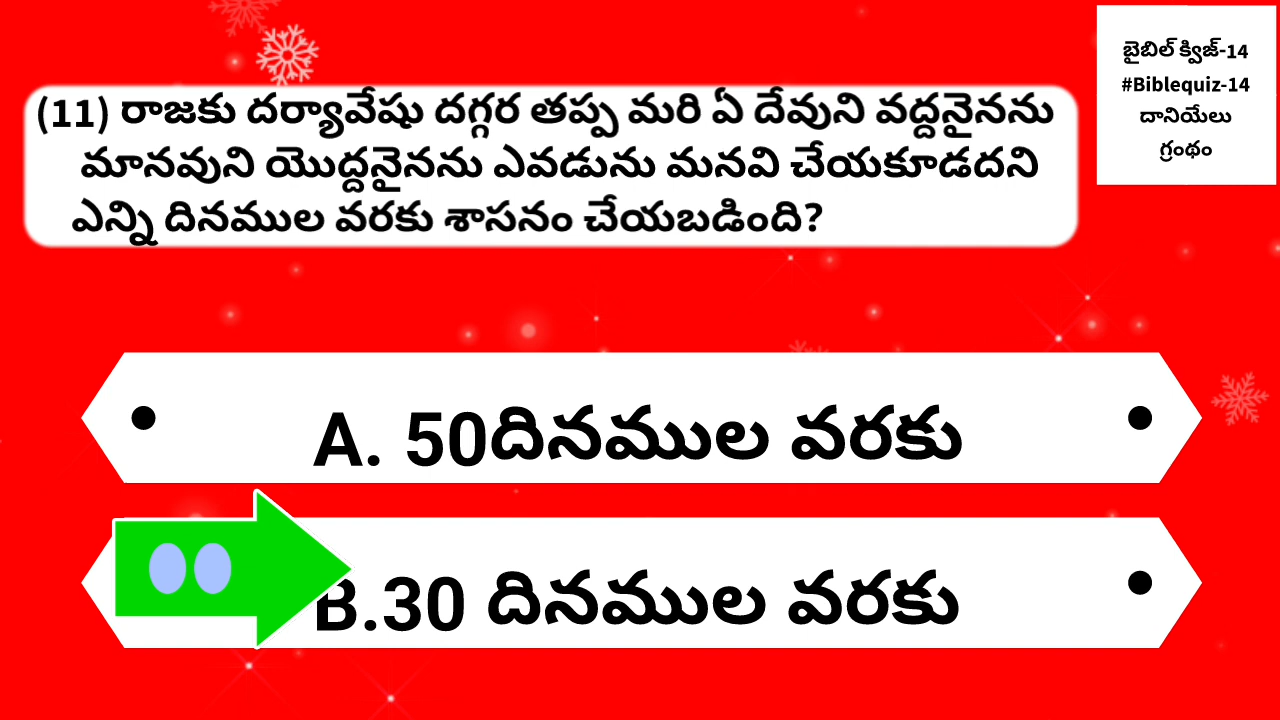 (11) రాజకు దర్యావేషు దగ్గర తప్ప మరి ఏ దేవుని వద్దనైనను
మానవుని యొద్దనైనను ఎవడును మనవి చేయకూడదని
ఎన్ని దినముల వరకు శాసనం చేయబడింది?
బైబిల్ క్విజ్-14
#Biblequiz-14
దానియేలు
గ్రంథం
A. 50దినముల వరకు
B.30 దినముల వరకు